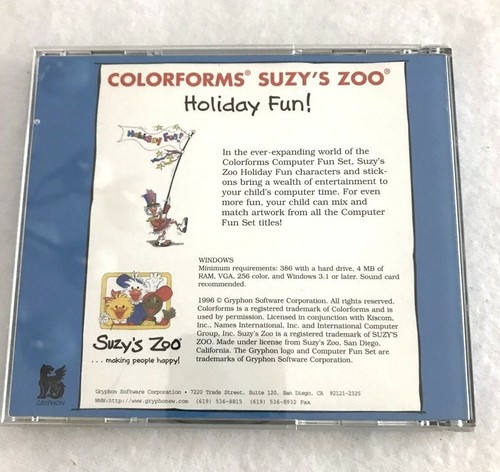 COLORFORMS® SUZY'S ZOO®
Holiday Fun!
Holiday Fun!
In the ever-expanding world of the
Colorforms Computer Fun Set, Suzy's
Zoo Holiday Fun characters and stick-
ons bring a wealth of entertainment to
your child's computer time. For even
more fun, your child can mix and
match artwork from all the Computer
Fun Set titles!
WINDOWS
Minimum requirements: 386 with a hard drive, 4 MB of
RAM, VGA, 256 color, and Windows 3.1 or later. Sound card
recommended.
1996 © Gryphon Software Corporation. All rights reserved.
Colorforms is a registered trademark of Colorforms and is
used by permission. Licensed in conjunction with Kiscom,
Inc., Names International, Inc. and International Computer
Group, Inc. Suzy's Zoo is a registered trademark of SUZY'S
ZOO. Made under license from Suzy's Zoo, San Diego,
California. The Gryphon logo and Computer Fun Set are
trademarks of Gryphon Software Corporation.
Suzy's Zoo®
. . . making people happy!
Gryphon Software Corporation • 7220 Trade Street, Suite 120, San Diego, CA 92121-2325
WWW:http://www.gryphonsw.com (619) 536-8815 (619) 536-8932 Fax
GRYPHON